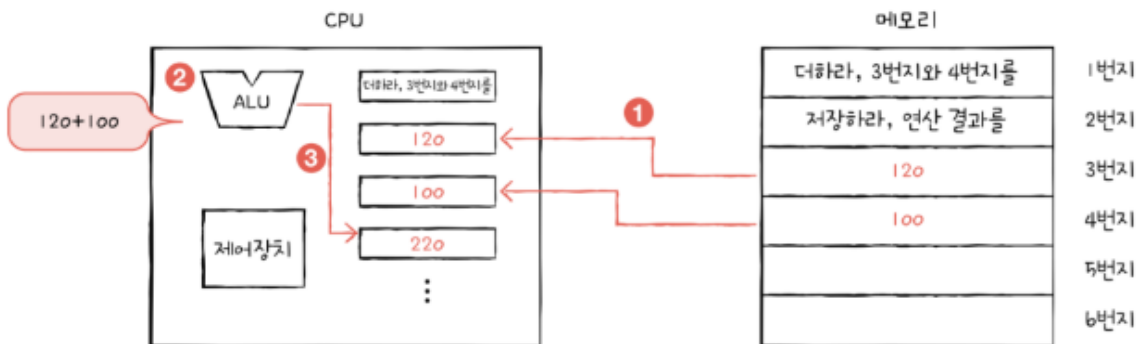 CPU
메모리
2
ALU
더하라, 3번지와 4번지를
120+100
1
120
3
100
제어장치
220
더하라, 3번지와 4번지를
1번지
저장하라, 연산 결과를
2번지
120
3번지
100
4번지
5번지
6번지